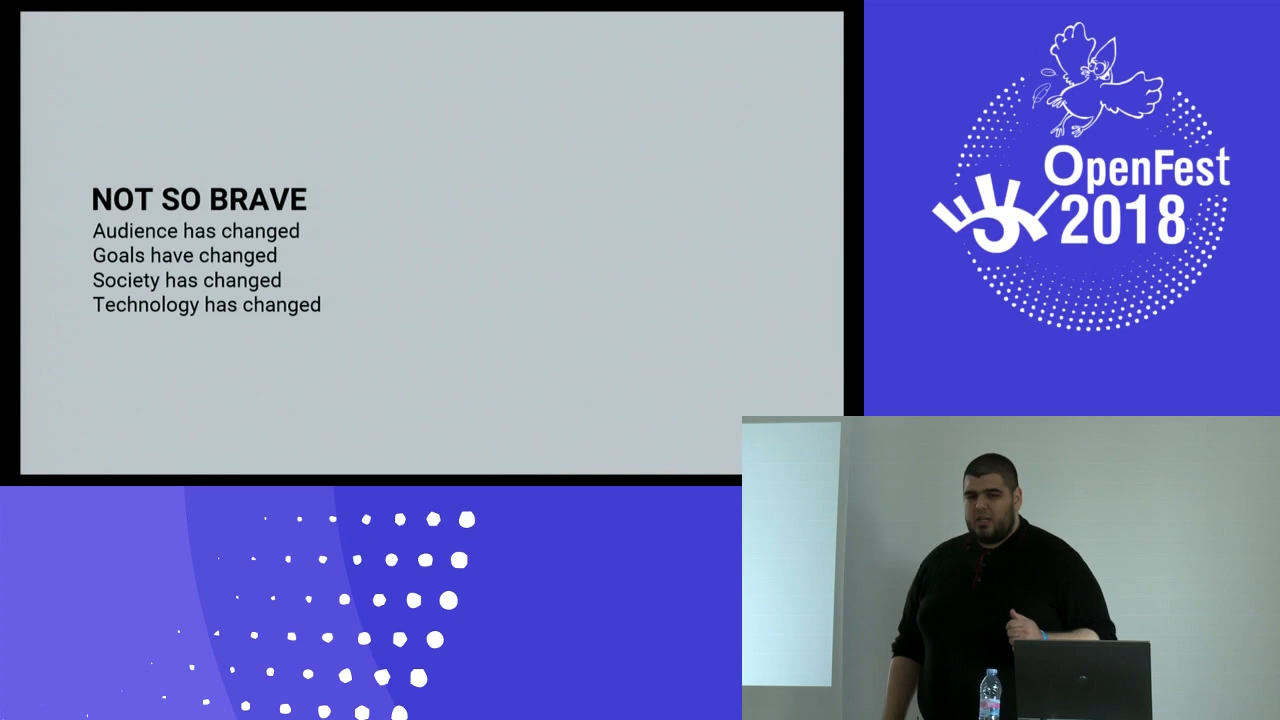 NOT SO BRAVE
Audience has changed
Goals have changed
Society has changed
Technology has changed
OpenFest
2018